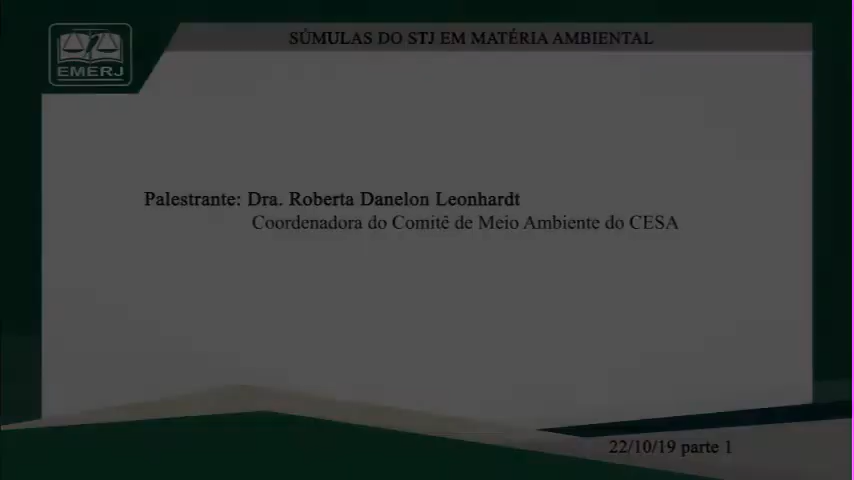 SÚMULAS DO STJ EM MATÉRIA AMBIENTAL
EMERJ
Palestrante: Dra. Roberta Danelon Leonhardt
Coordenadora do Comitê de Meio Ambiente do CESA
22/10/19 parte 1